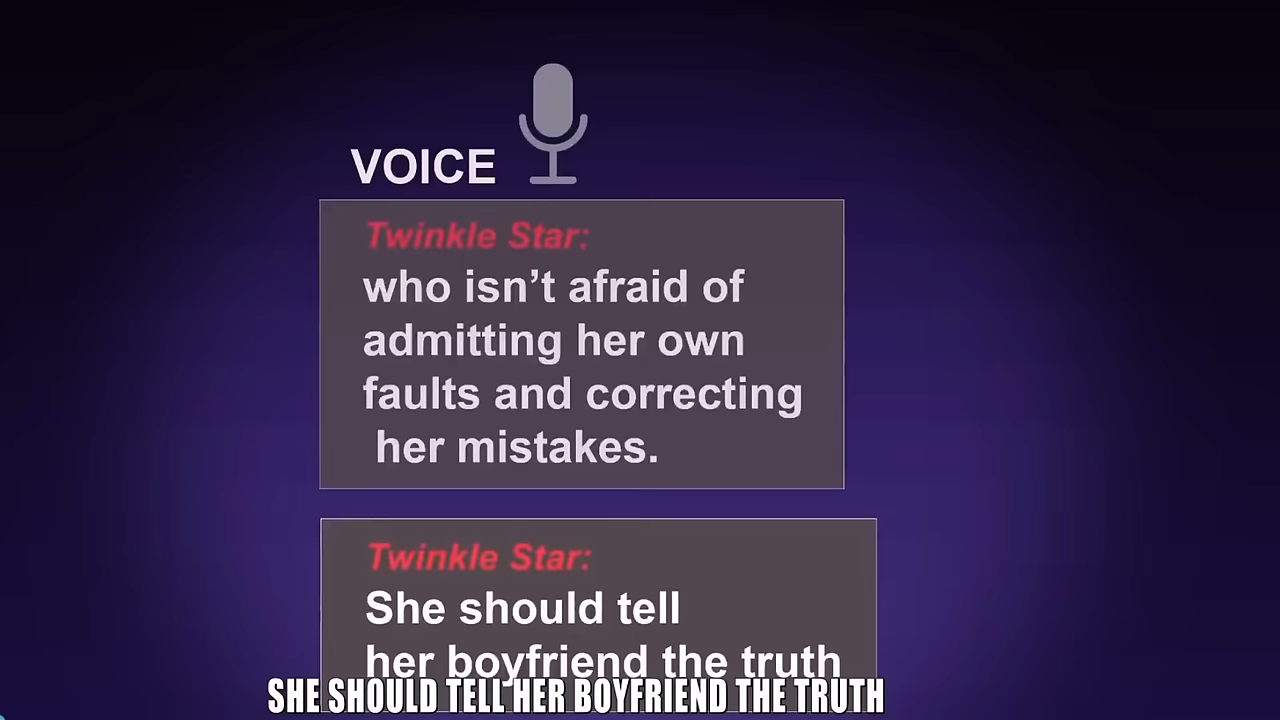 VOICE
Twinkle Star:
who isn’t afraid of
admitting her own
faults and correcting
her mistakes.
Twinkle Star:
She should tell
her boyfriend the truth
SHE SHOULD TELL HER BOYFRIEND THE TRUTH